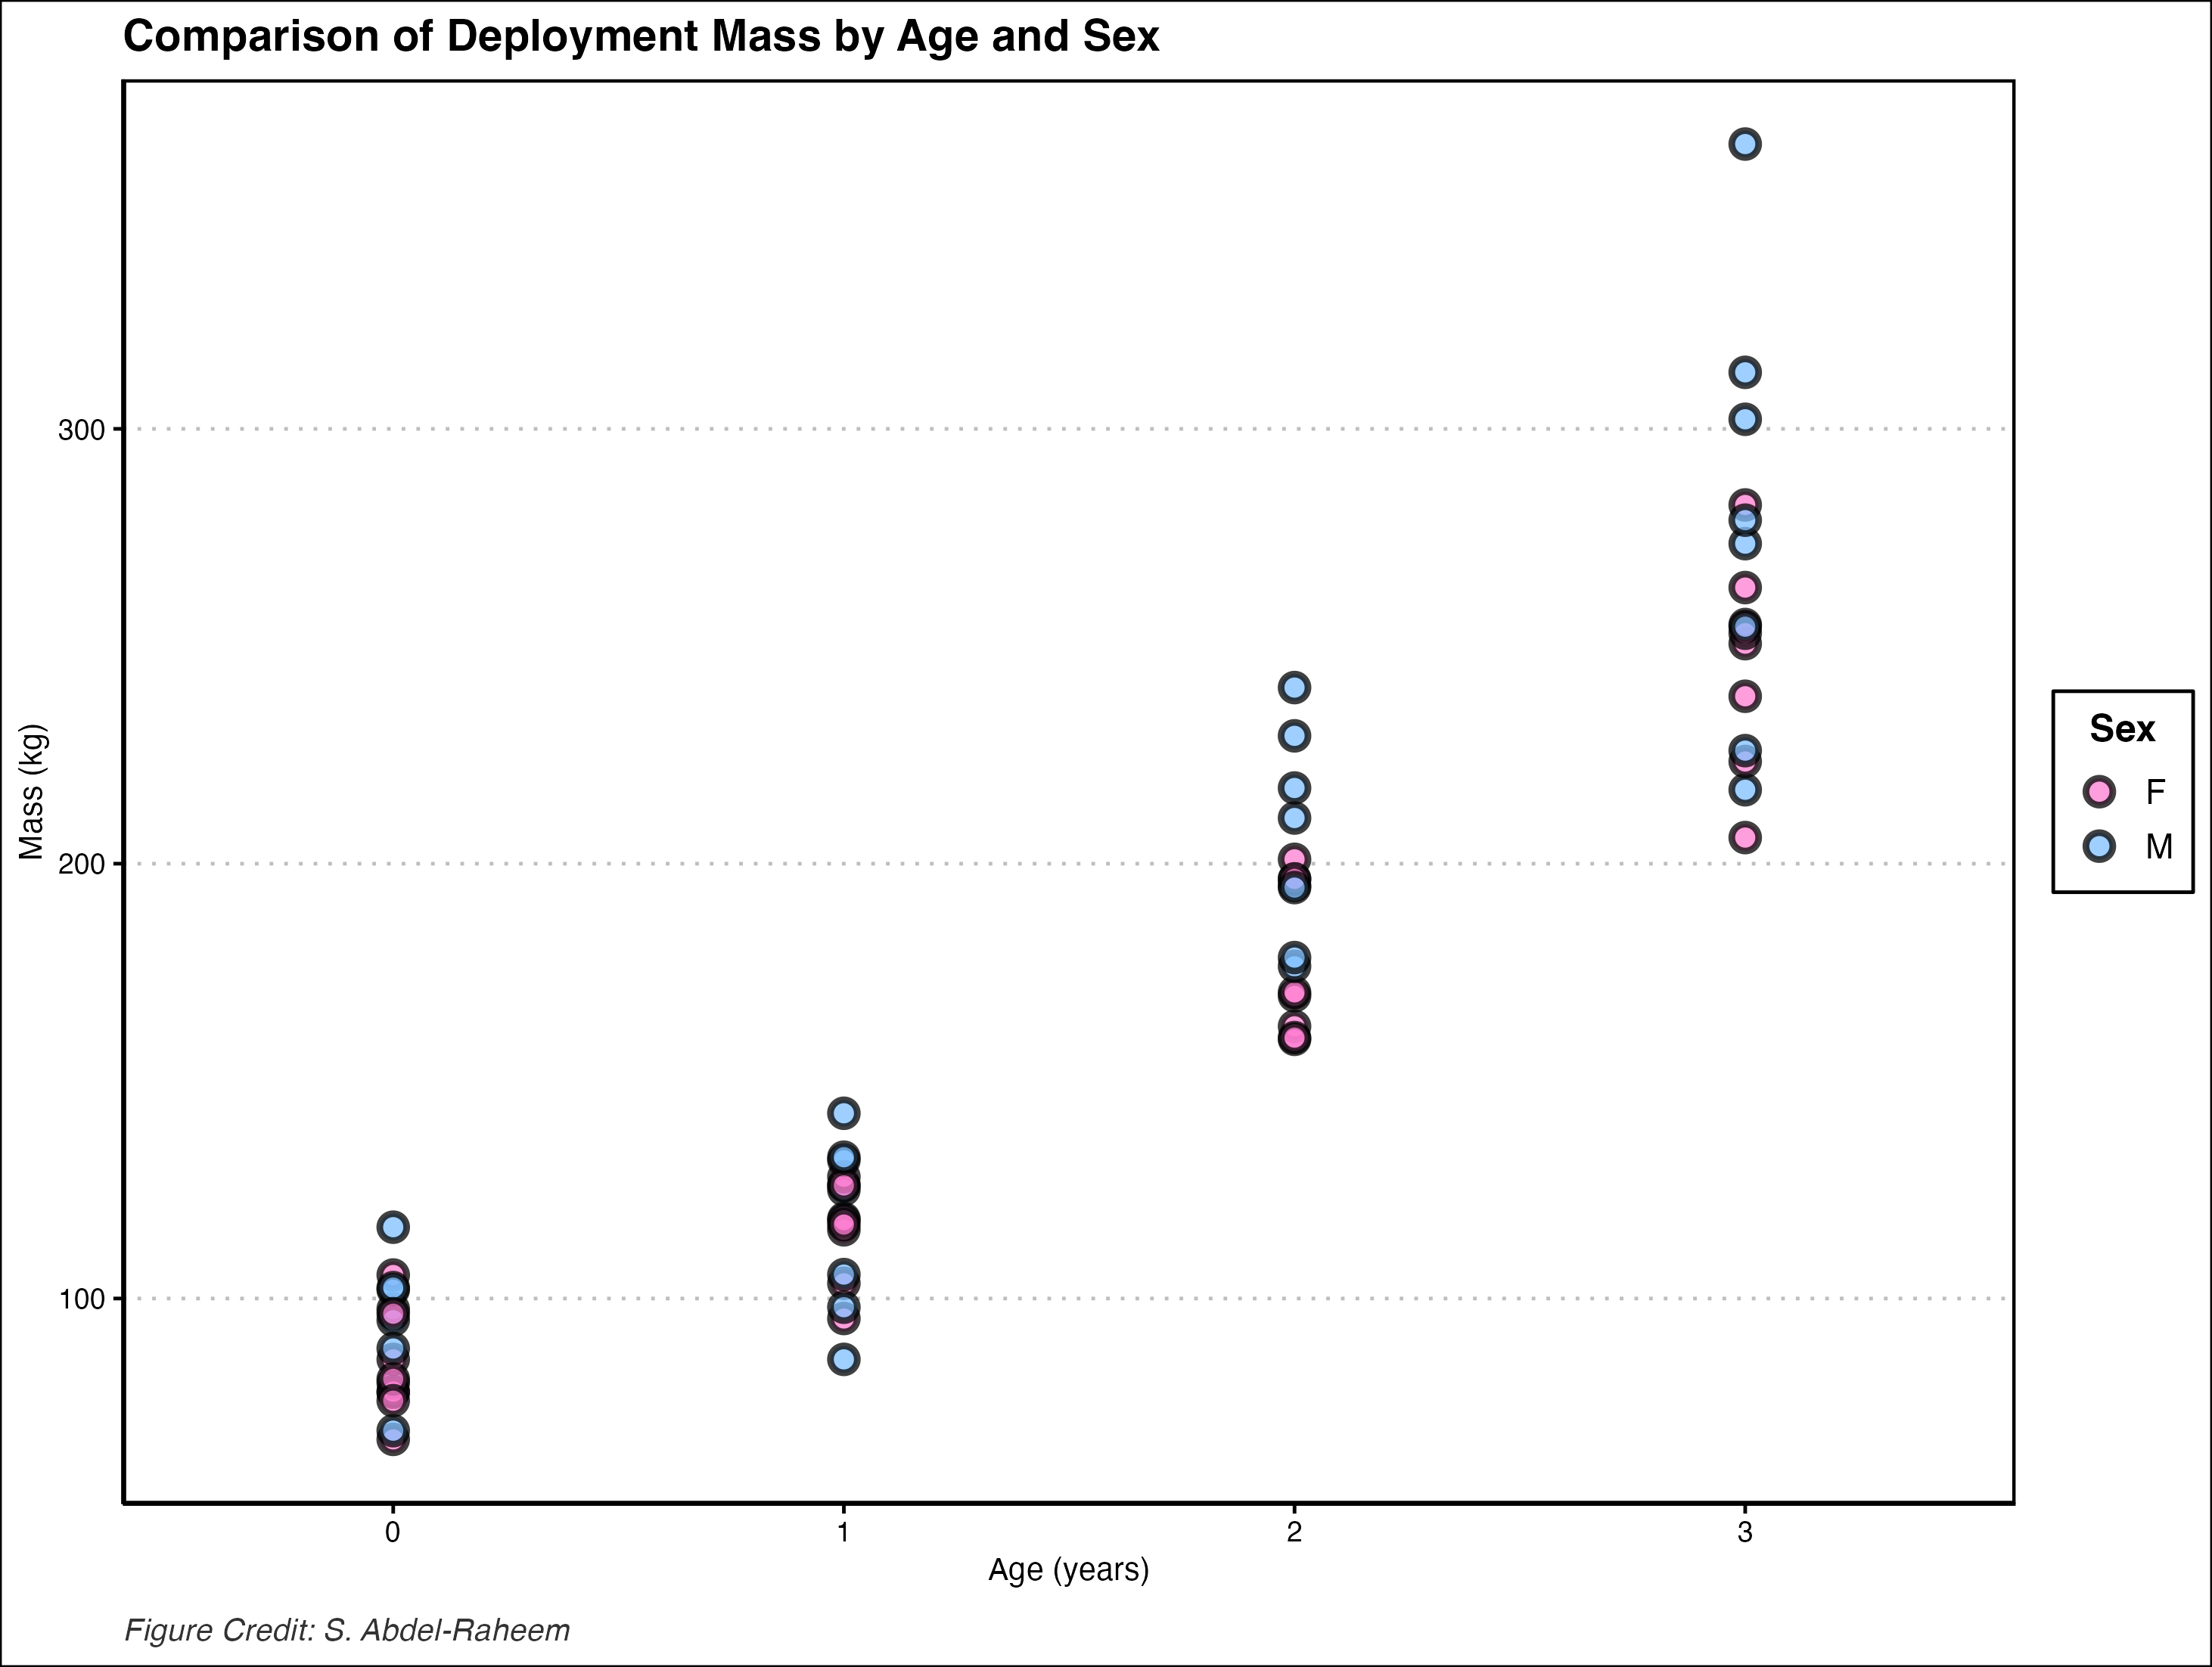 Comparison of Deployment Mass by Age and Sex
300
200
100
Mass (kg)
0 1 2 3
Age (years)
Sex
F
M
Figure Credit: S. Abdel-Raheem